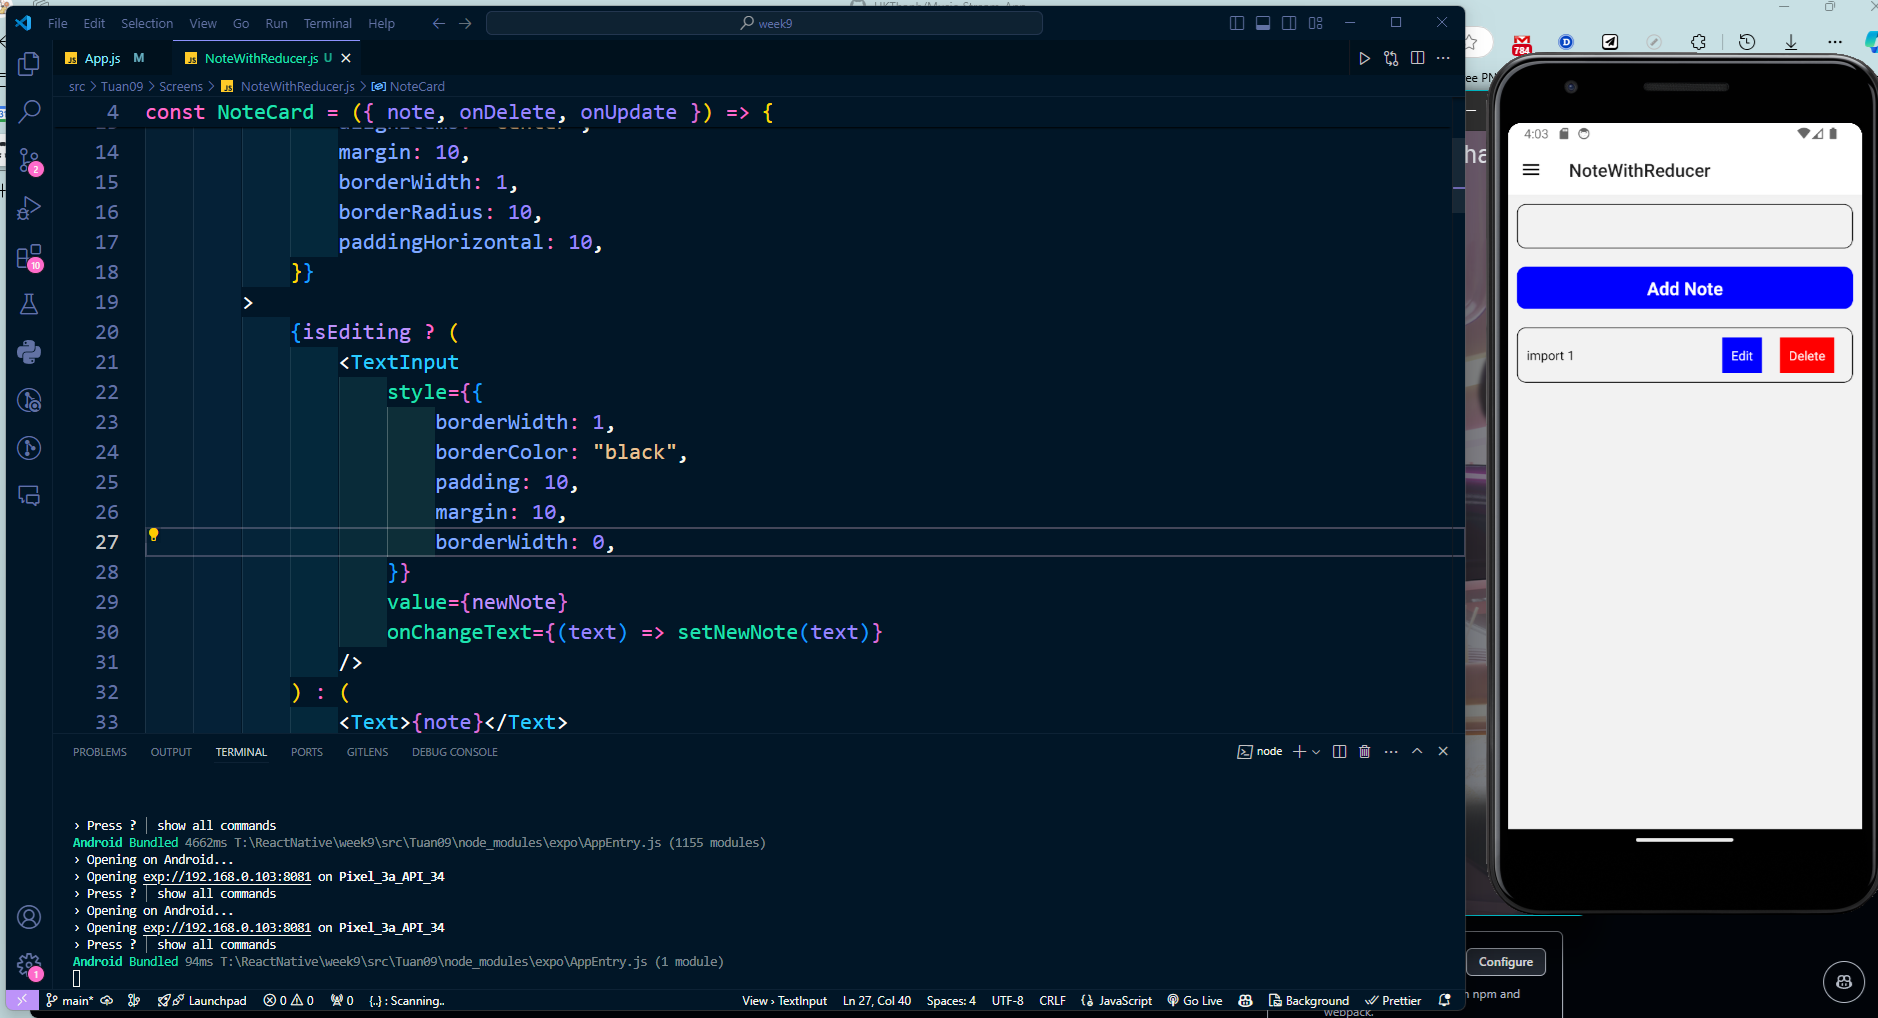 File Edit Selection View Go Run Terminal Help
week9
App.js M
NoteWithReducer.js U
src > Tuan09 > Screens > NoteWithReducer.js > NoteCard
4 const NoteCard = ({ note, onDelete, onUpdate }) => {
14 margin: 10,
15 borderWidth: 1,
16 borderRadius: 10,
17 paddingHorizontal: 10,
18 }}
19 >
20 {isEditing ? (
21 <TextInput
22 style={{
23 borderWidth: 1,
24 borderColor: "black",
25 padding: 10,
26 margin: 10,
27 borderWidth: 0,
28 }}
29 value={newNote}
30 onChangeText={(text) => setNewNote(text)}
31 />
32 ) : (
33 <Text>{note}</Text>
2
10
1
PROBLEMS OUTPUT TERMINAL PORTS GITLENS DEBUG CONSOLE
node
› Press ? │ show all commands
Android Bundled 4662ms T:\ReactNative\week9\src\Tuan09\node_modules\expo\AppEntry.js (1155 modules)
› Opening on Android...
› Opening exp://192.168.0.103:8081 on Pixel_3a_API_34
› Press ? │ show all commands
› Opening on Android...
› Opening exp://192.168.0.103:8081 on Pixel_3a_API_34
› Press ? │ show all commands
Android Bundled 94ms T:\ReactNative\week9\src\Tuan09\node_modules\expo\AppEntry.js (1 module)
main* Launchpad 0 0 0 {..} : Scanning.. View › TextInput Ln 27, Col 40 Spaces: 4 UTF-8 CRLF JavaScript Go Live Background Prettier
784
4:03
NoteWithReducer
Add Note
import 1
Edit
Delete
Configure
npm and
webpack.